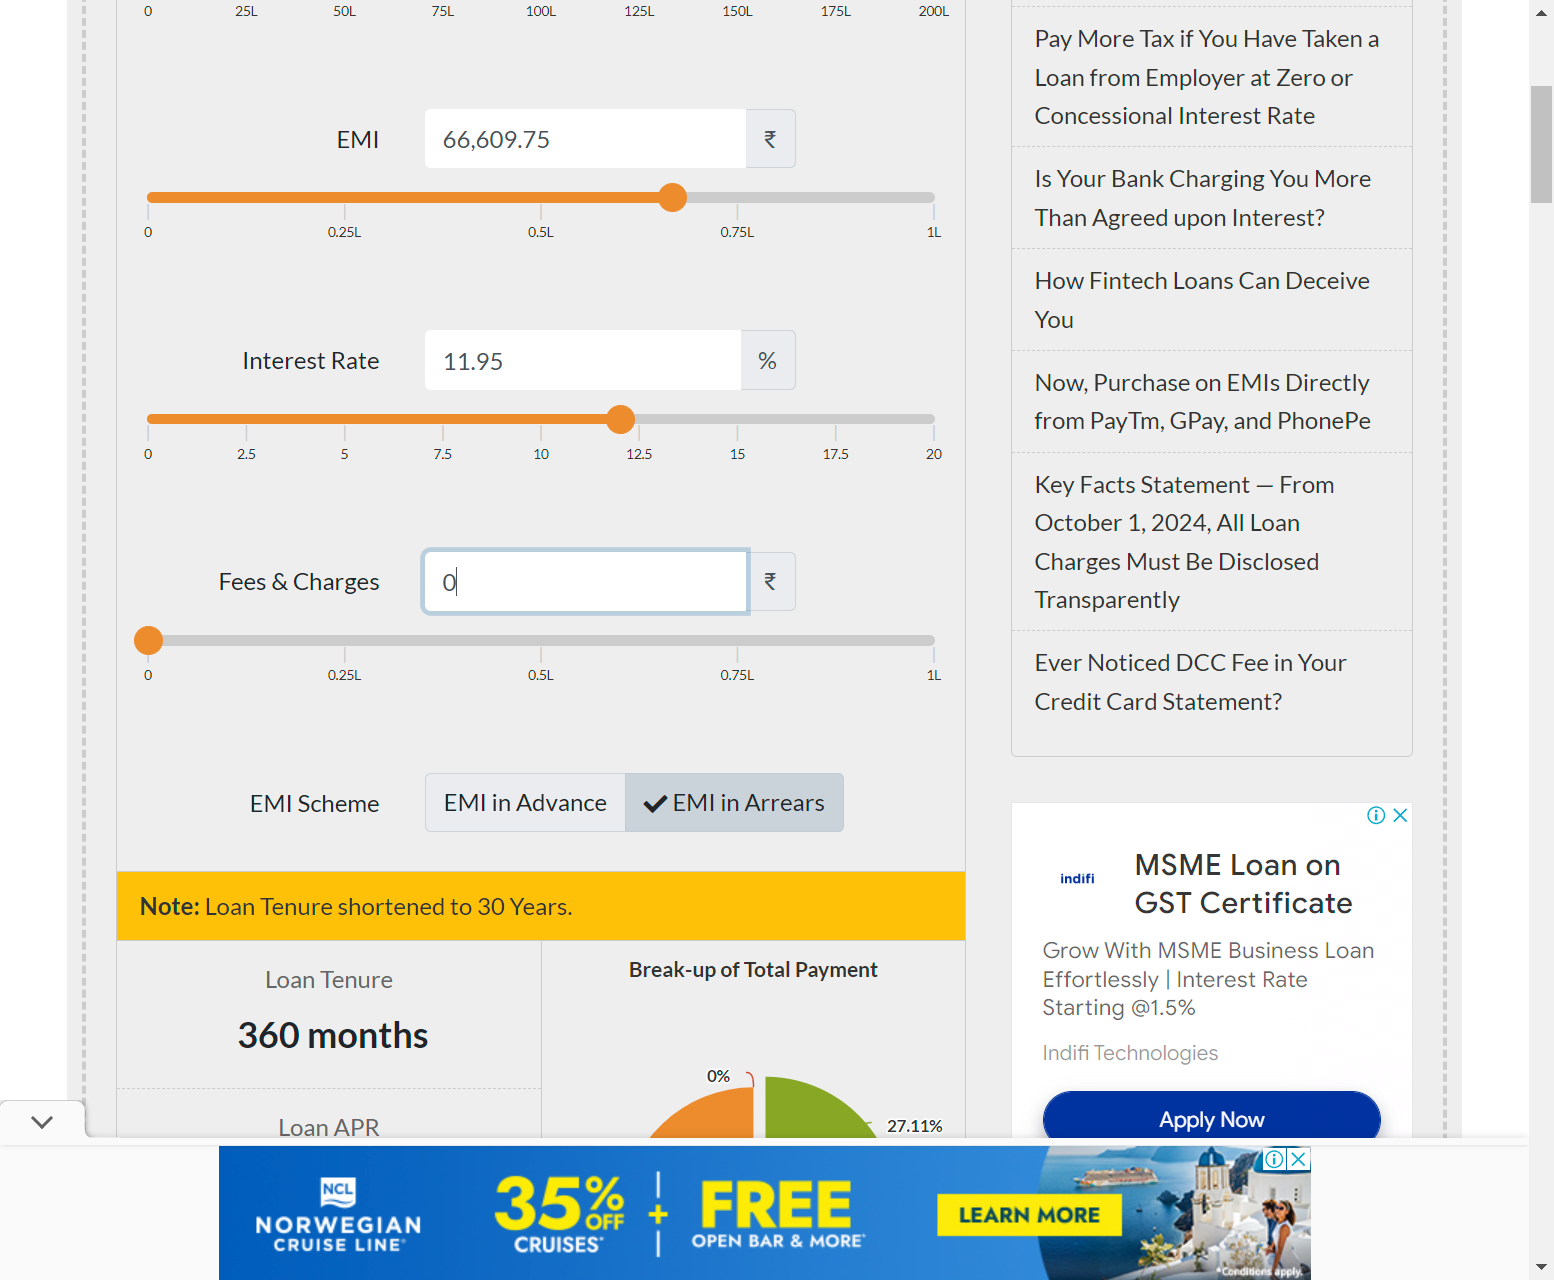 0 25L 50L 75L 100L 125L 150L 175L 200L
EMI 66,609.75 ₹
0 0.25L 0.5L 0.75L 1L
Interest Rate 11.95 %
0 2.5 5 7.5 10 12.5 15 17.5 20
Fees & Charges 0 ₹
0 0.25L 0.5L 0.75L 1L
EMI Scheme EMI in Advance EMI in Arrears
Note: Loan Tenure shortened to 30 Years.
Loan Tenure
360 months
Loan APR
Break-up of Total Payment
0%
27.11%
Pay More Tax if You Have Taken a
Loan from Employer at Zero or
Concessional Interest Rate
Is Your Bank Charging You More
Than Agreed upon Interest?
How Fintech Loans Can Deceive
You
Now, Purchase on EMIs Directly
from PayTm, GPay, and PhonePe
Key Facts Statement — From
October 1, 2024, All Loan
Charges Must Be Disclosed
Transparently
Ever Noticed DCC Fee in Your
Credit Card Statement?
indifi
MSME Loan on
GST Certificate
Grow With MSME Business Loan
Effortlessly | Interest Rate
Starting @1.5%
Indifi Technologies
Apply Now
NCL
NORWEGIAN
CRUISE LINE®
35% OFF
CRUISES*
+
FREE
OPEN BAR & MORE*
LEARN MORE
*Conditions apply.